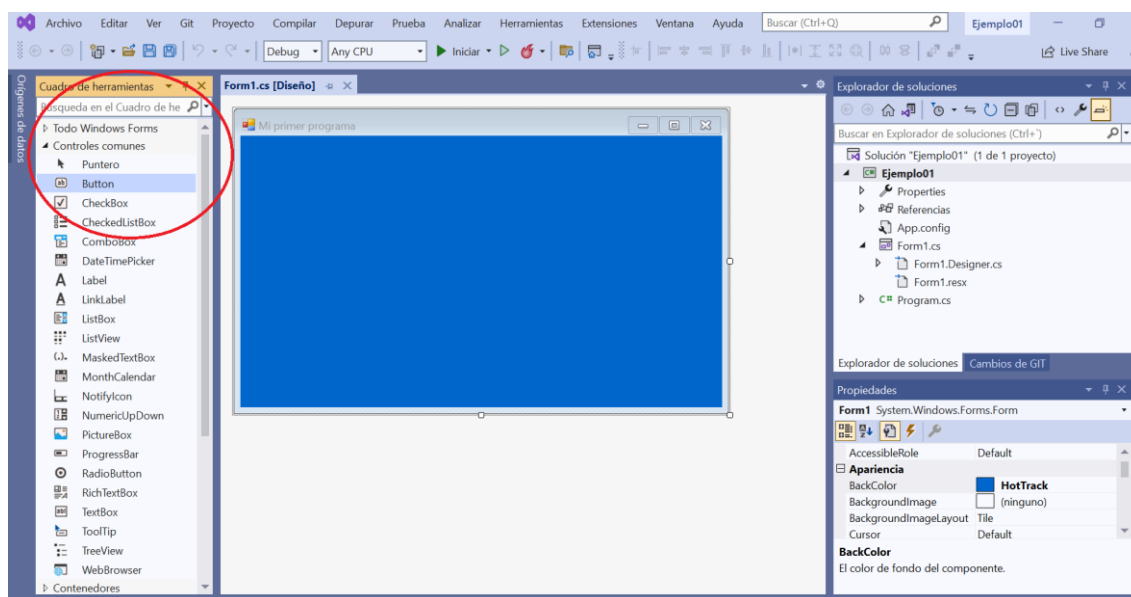 Archivo Editar Ver Git Proyecto Compilar Depurar Prueba Analizar Herramientas Extensiones Ventana Ayuda Buscar (Ctrl+Q) Ejemplo01
Debug Any CPU Iniciar Live Share
Orígenes de datos
Cuadro de herramientas
Búsqueda en el Cuadro de he
Todo Windows Forms
Controles comunes
Puntero
Button
CheckBox
CheckedListBox
ComboBox
DateTimePicker
Label
LinkLabel
ListBox
ListView
MaskedTextBox
MonthCalendar
NotifyIcon
NumericUpDown
PictureBox
ProgressBar
RadioButton
RichTextBox
TextBox
ToolTip
TreeView
WebBrowser
Contenedores
Form1.cs [Diseño]
Mi primer programa
Explorador de soluciones
Buscar en Explorador de soluciones (Ctrl+`)
Solución "Ejemplo01" (1 de 1 proyecto)
Ejemplo01
Properties
Referencias
App.config
Form1.cs
Form1.Designer.cs
Form1.resx
C# Program.cs
Explorador de soluciones Cambios de GIT
Propiedades
Form1 System.Windows.Forms.Form
AccessibleRole Default
Apariencia
BackColor HotTrack
BackgroundImage (ninguno)
BackgroundImageLayout Tile
Cursor Default
BackColor
El color de fondo del componente.